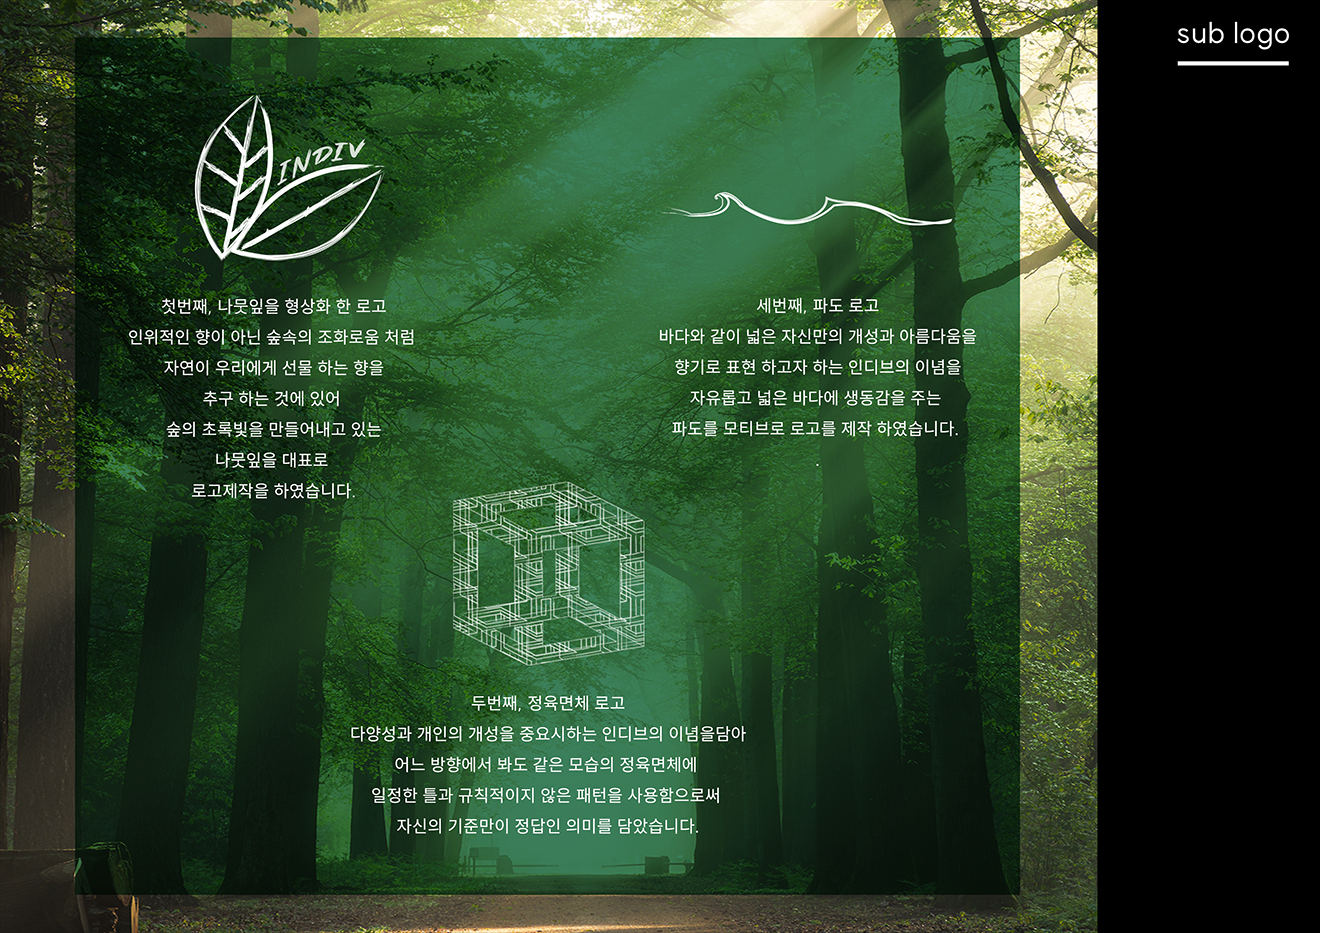 sub logo
INDIV
첫번째, 나뭇잎을 형상화 한 로고
인위적인 향이 아닌 숲속의 조화로움 처럼
자연이 우리에게 선물 하는 향을
추구 하는 것에 있어
숲의 초록빛을 만들어내고 있는
나뭇잎을 대표로
로고제작을 하였습니다.
세번째, 파도 로고
바다와 같이 넓은 자신만의 개성과 아름다움을
향기로 표현 하고자 하는 인디브의 이념을
자유롭고 넓은 바다에 생동감을 주는
파도를 모티브로 로고를 제작 하였습니다.
.
두번째, 정육면체 로고
다양성과 개인의 개성을 중요시하는 인디브의 이념을담아
어느 방향에서 봐도 같은 모습의 정육면체에
일정한 틀과 규칙적이지 않은 패턴을 사용함으로써
자신의 기준만이 정답인 의미를 담았습니다.